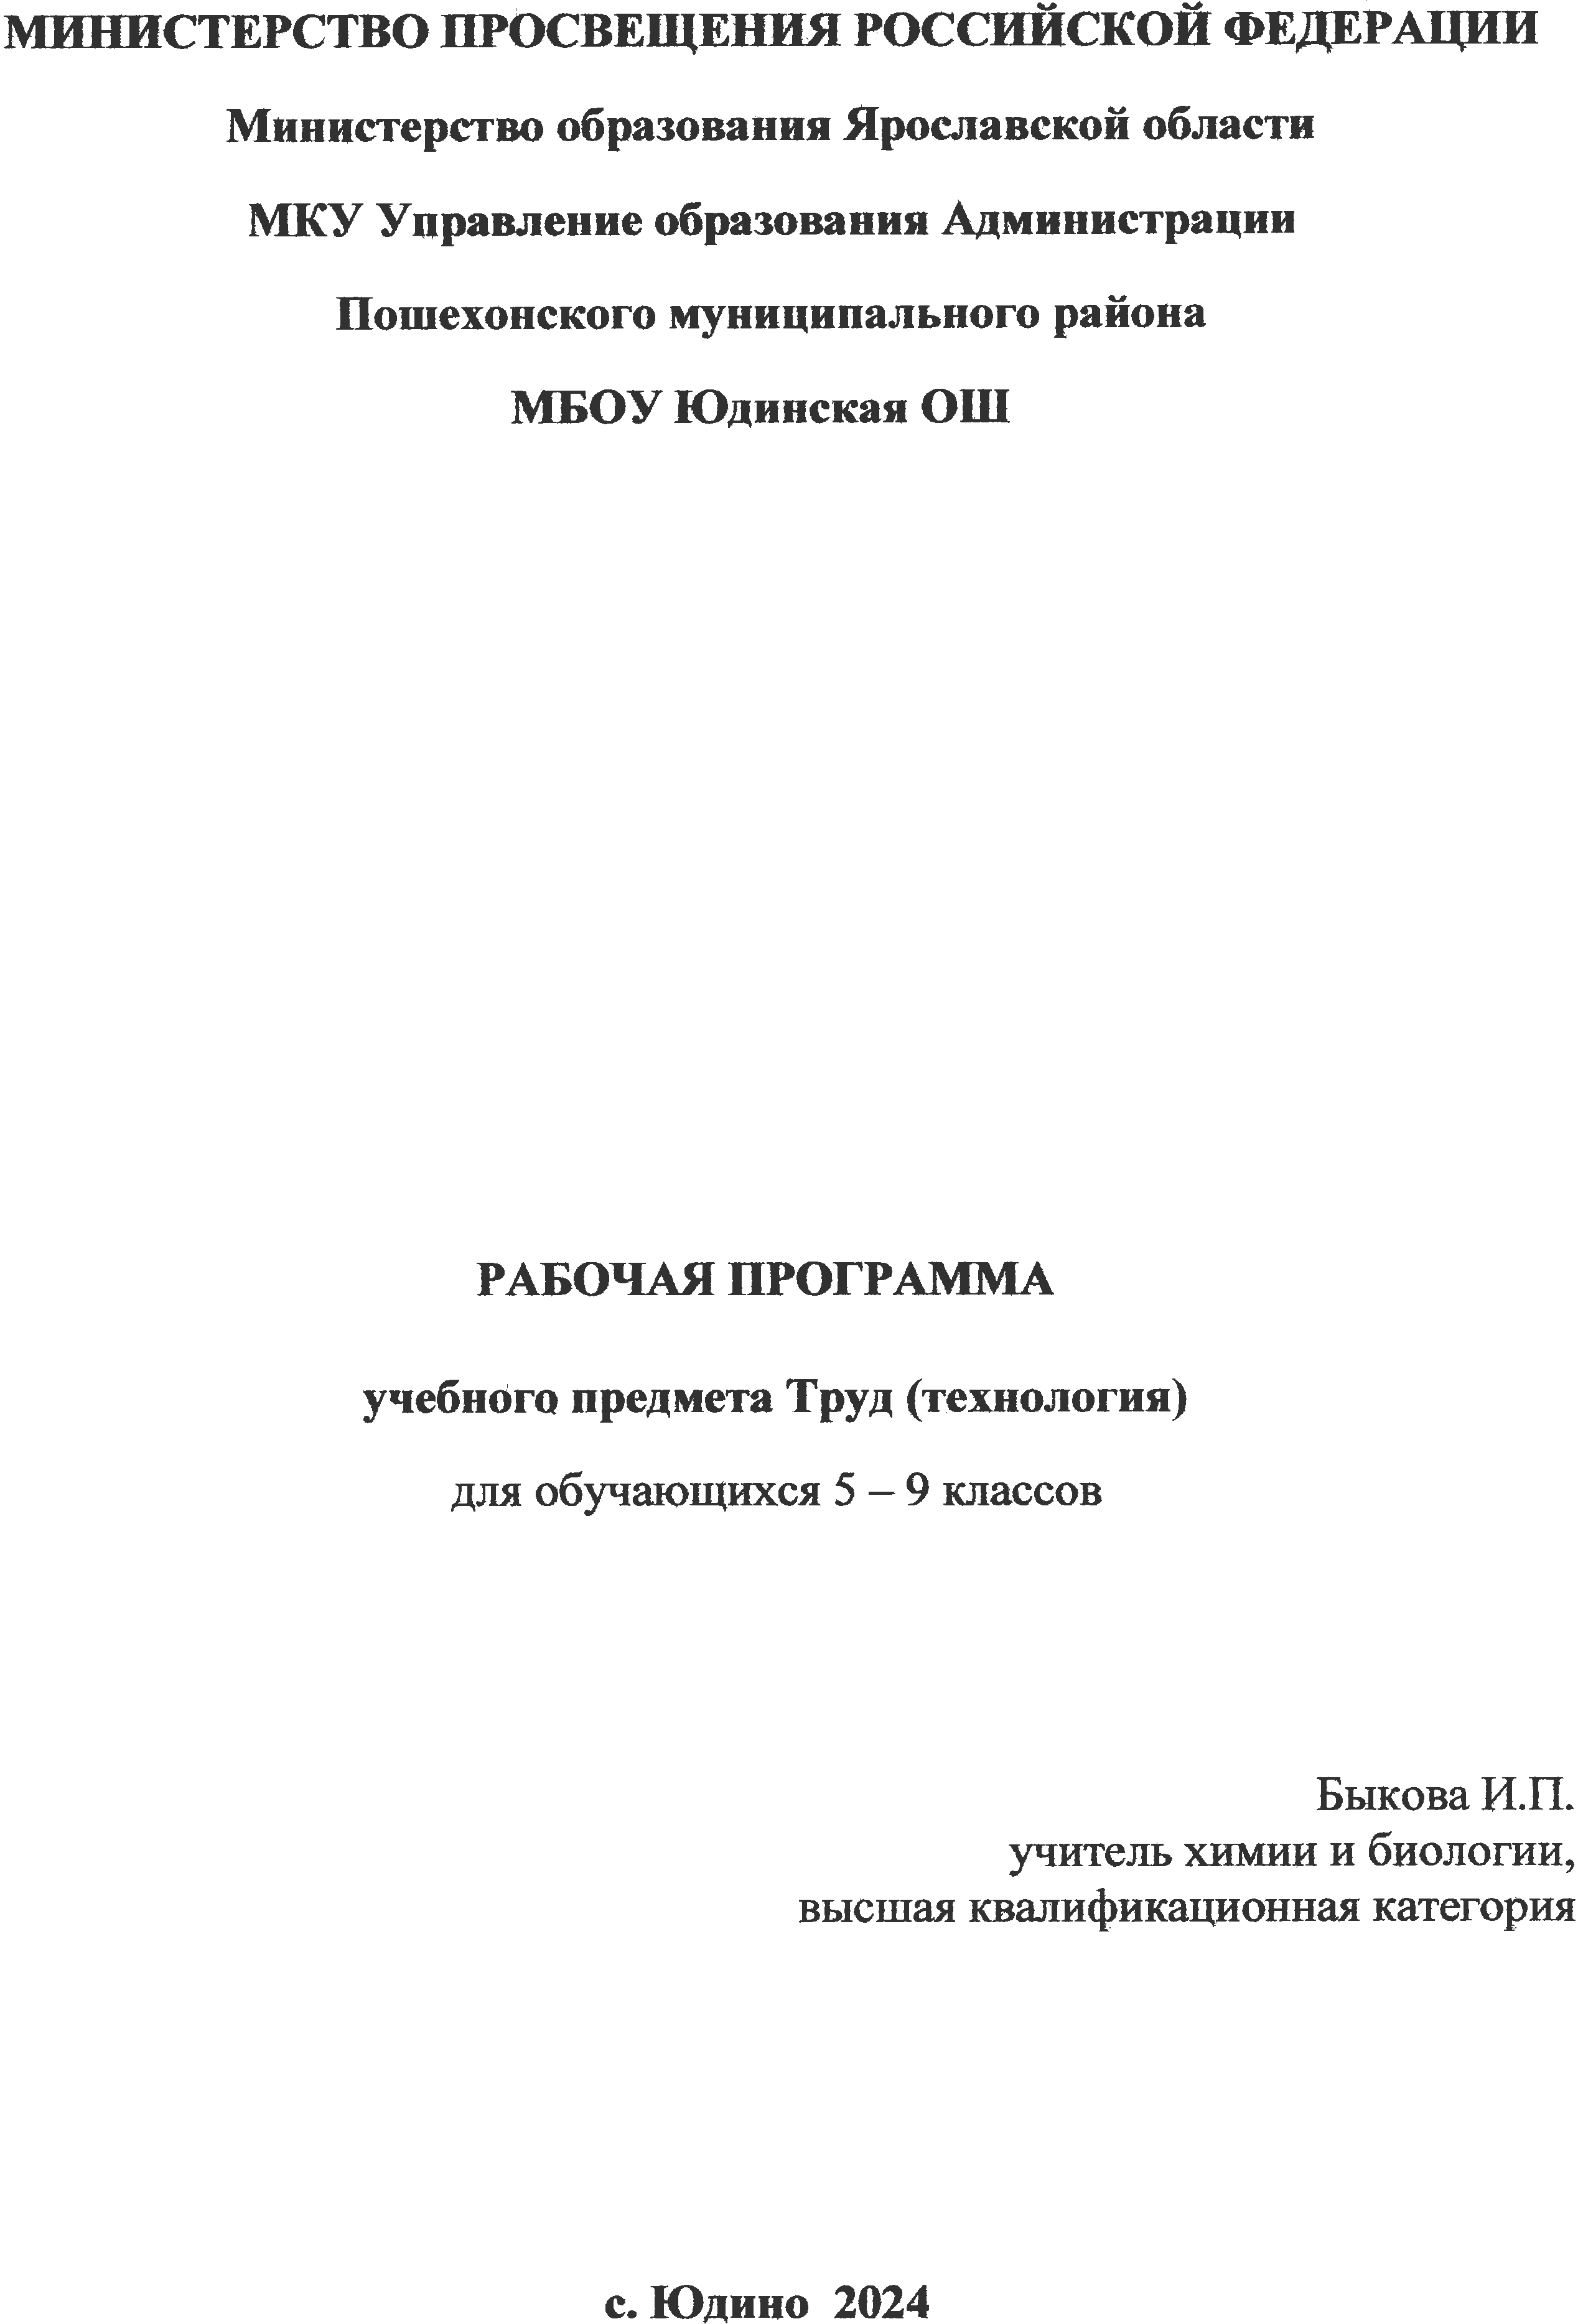 МИНИСТЕРСТВО ПРОСВЕЩЕНИЯ РОССИЙСКОЙ ФЕДЕРАЦИИ
Министерство образования Ярославской области
МКУ Управление образования Администрации
Пошехонского муниципального района
МБОУ Юдинская ОШ
РАБОЧАЯ ПРОГРАММА
учебного предмета Труд (технология)
для обучающихся 5 – 9 классов
Быкова И.П.
учитель химии и биологии,
высшая квалификационная категория
с. Юдино 2024